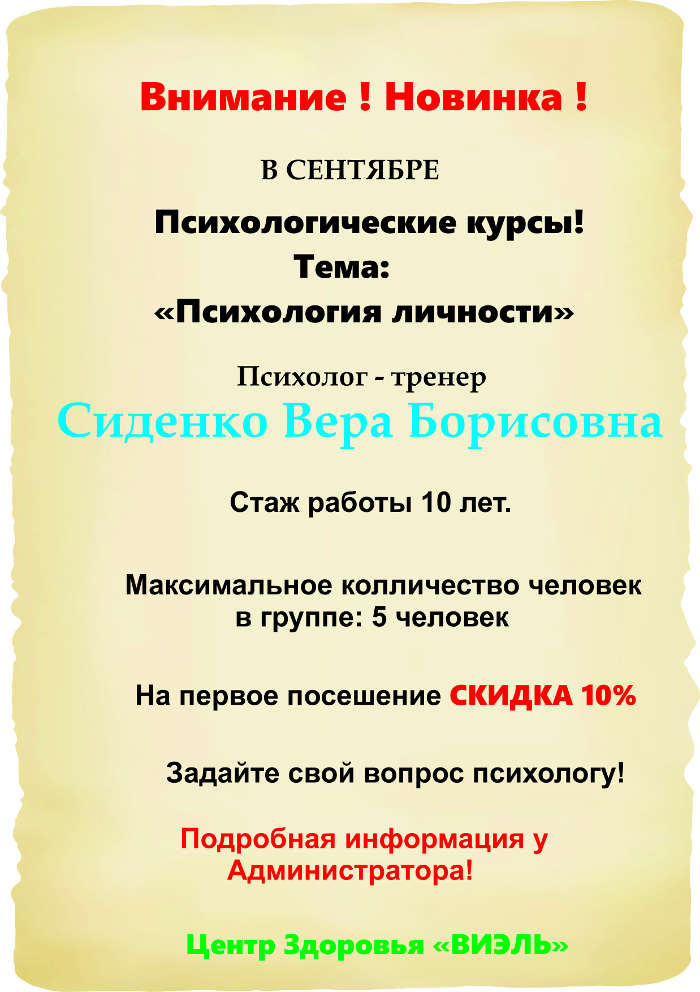 Внимание ! Новинка !
В СЕНТЯБРЕ
Психологические курсы!
Тема:
«Психология личности»
Психолог - тренер
Сиденко Вера Борисовна
Стаж работы 10 лет.
Максимальное колличество человек
в группе: 5 человек
На первое посешение СКИДКА 10%
Задайте свой вопрос психологу!
Подробная информация у
Администратора!
Центр Здоровья «ВИЭЛЬ»